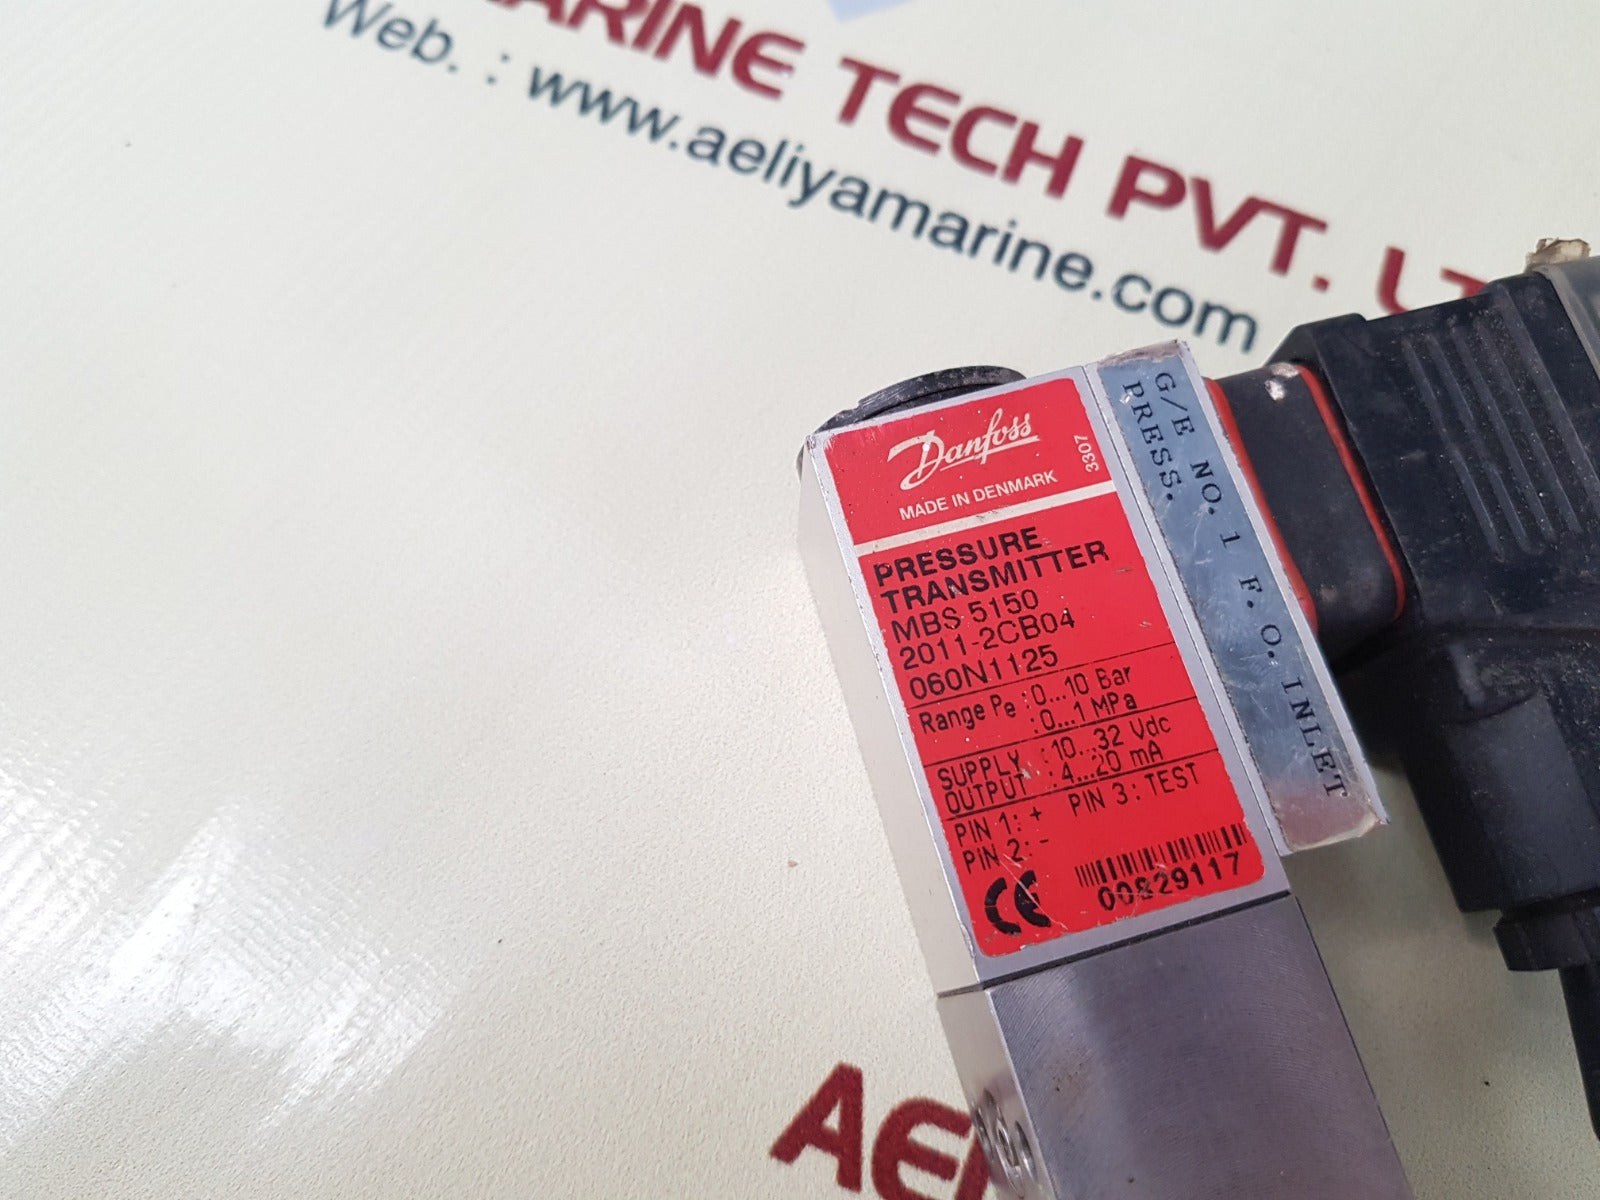 ARINE TECH PVT. LT
Web. : www.aeliyamarine.com
Danfoss
3307
MADE IN DENMARK
PRESSURE
TRANSMITTER
MBS 5150
2011-2CB04
060N1125
Range Pe : 0...10 Bar
: 0...1 MPa
SUPPLY : 10...32 Vdc
OUTPUT : 4...20 mA
PIN 1: + PIN 3: TEST
PIN 2: -
CE
00829117
G/E NO. 1 F. O. INLET
PRESS.
AEL